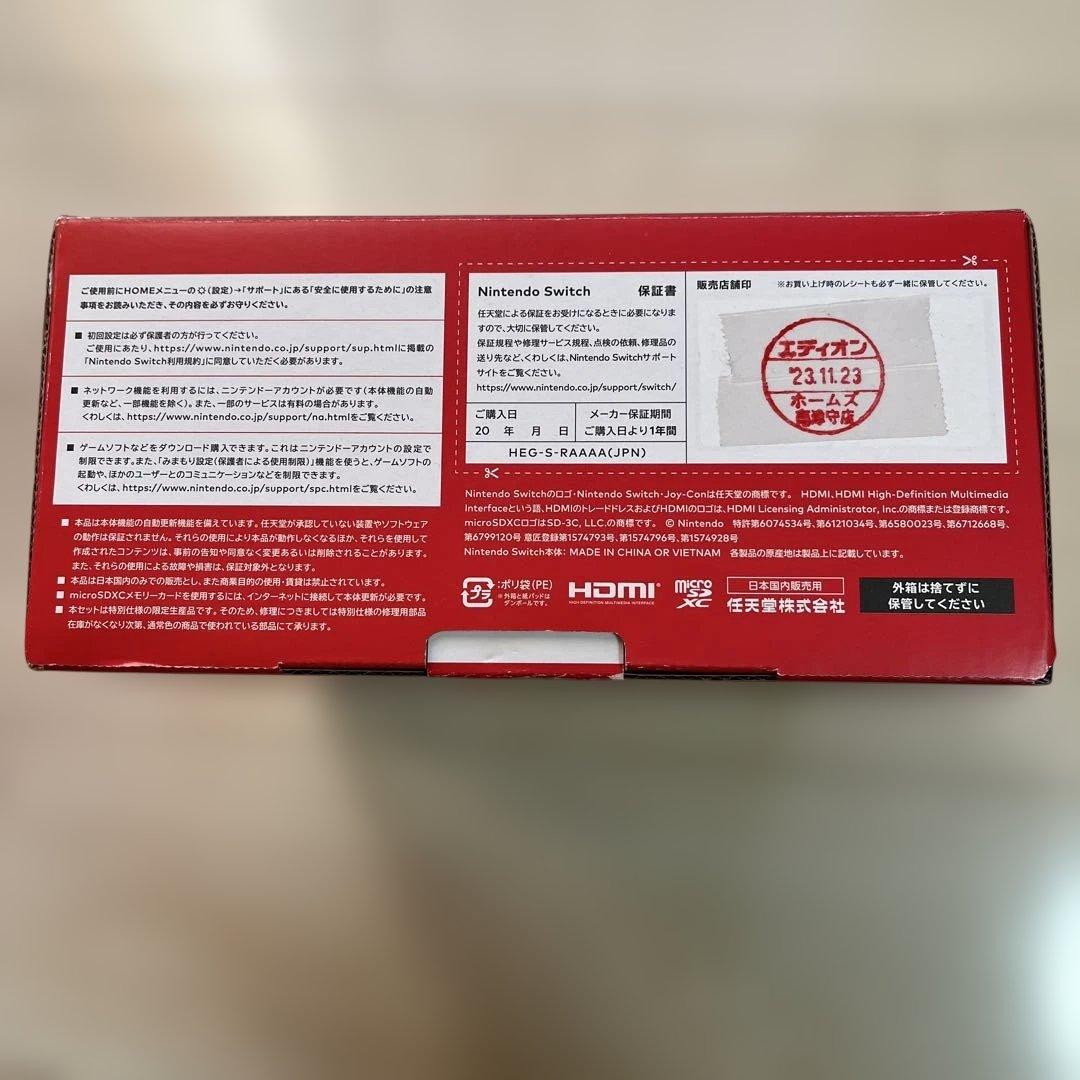 ご使用前にHOMEメニューの(設定)→「サポート」にある「安全に使用するために」の注意
事項をお読みいただき、その内容を必ずお守りください。
■ 初回設定は必ず保護者の方が行ってください。
ご使用にあたり、https://www.nintendo.co.jp/support/sup.htmlに掲載の
「Nintendo Switch利用規約」に同意していただく必要があります。
■ ネットワーク機能を利用するには、ニンテンドーアカウントが必要です(本体機能の自動
更新など、一部機能を除く)。また、一部のサービスは有料の場合があります。
くわしくは、https://www.nintendo.co.jp/support/na.htmlをご覧ください。
■ ゲームソフトなどをダウンロード購入できます。これはニンテンドーアカウントの設定で
制限できます。また、「みまもり設定(保護者による使用制限)」機能を使うと、ゲームソフトの
起動や、ほかのユーザーとのコミュニケーションなどを制限できます。
くわしくは、https://www.nintendo.co.jp/support/spc.htmlをご覧ください。
■ 本品は本体機能の自動更新機能を備えています。任天堂が承認していない装置やソフトウェア
の動作は保証されません。それらの使用により本品が動作しなくなるほか、それらを使用して
作成されたコンテンツは、事前の告知や同意なく変更あるいは削除されることがあります。
また、それらの使用による故障や損害は、保証対象外となります。
■ 本品は日本国内のみでの販売とし、また商業目的の使用・賃貸は禁止されています。
■ microSDXCメモリーカードを使用するには、インターネットに接続して本体更新が必要です。
■ 本セットは特別仕様の限定生産品です。そのため、修理につきましては特別仕様の修理用部品
在庫がなくなり次第、通常色の商品で使われている部品にて承ります。
Nintendo Switch 保証書
任天堂による保証をお受けになるときに必要になりま
すので、大切に保管してください。
保証規程や修理サービス規程、点検の依頼、修理品の
送り先など、くわしくは、Nintendo Switchサポート
サイトをご覧ください。
https://www.nintendo.co.jp/support/switch/
ご購入日
20 年 月 日
メーカー保証期間
ご購入日より1年間
HEG-S-RAAAA(JPN)
販売店舗印 ※お買い上げ時のレシートも必ず一緒に保管してください。
エディオン
'23.11.23
ホームズ
高津守店
Nintendo Switchのロゴ・Nintendo Switch・Joy-Conは任天堂の商標です。 HDMI、HDMI High-Definition Multimedia
Interfaceという語、HDMIのトレードドレスおよびHDMIのロゴは、HDMI Licensing Administrator, Inc.の商標または登録商標です。
microSDXCロゴはSD-3C, LLC.の商標です。 © Nintendo 特許第6074534号、第6121034号、第6580023号、第6712668号、
第6799120号 意匠登録第1574793号、第1574796号、第1574928号
Nintendo Switch本体: MADE IN CHINA OR VIETNAM 各製品の原産地は製品上に記載しています。
プラ
:ポリ袋(PE)
※外箱と紙パッドは
ダンボールです。
HDMI
HIGH-DEFINITION MULTIMEDIA INTERFACE
micro
SD
XC
日本国内販売用
任天堂株式会社
外箱は捨てずに
保管してください